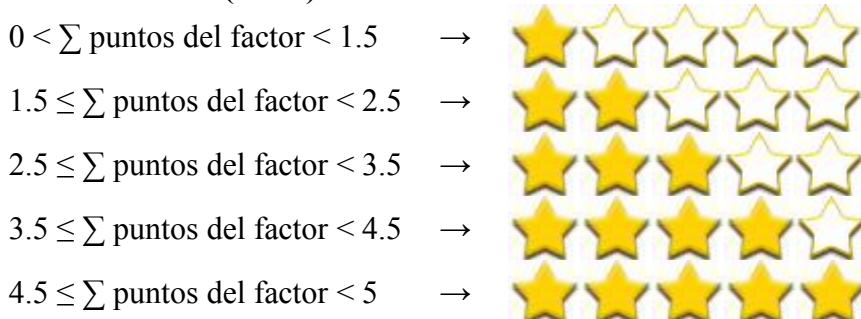 0 < ∑ puntos del factor < 1.5 →
1.5 ≤ ∑ puntos del factor < 2.5 →
2.5 ≤ ∑ puntos del factor < 3.5 →
3.5 ≤ ∑ puntos del factor < 4.5 →
4.5 ≤ ∑ puntos del factor < 5 →